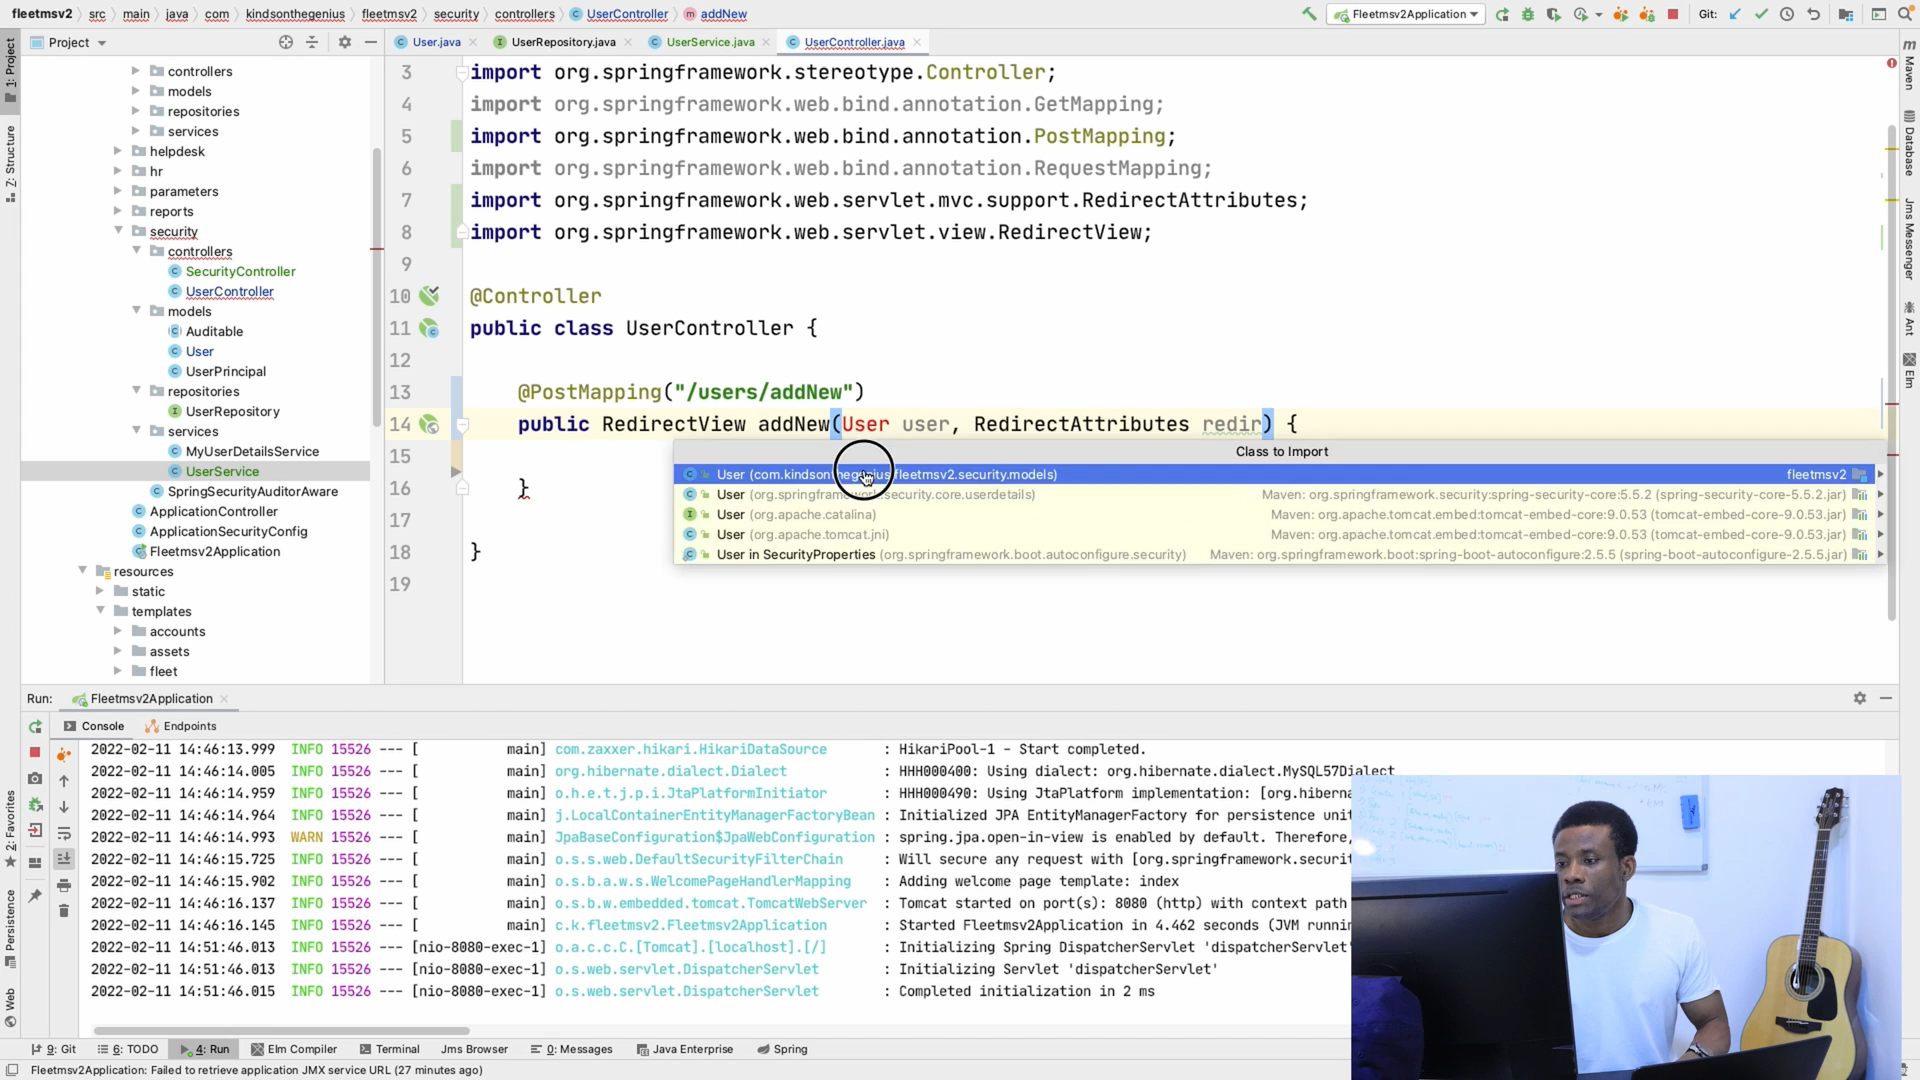 fleetmsv2 src main java com kindsonthegenius fleetmsv2 security controllers UserController addNew
Fleetmsv2Application
Git:
Project
User.java
UserRepository.java
UserService.java
UserController.java
1: Project
Z: Structure
2: Favorites
Persistence
Web
controllers
models
repositories
services
helpdesk
hr
parameters
reports
security
controllers
SecurityController
UserController
models
Auditable
User
UserPrincipal
repositories
UserRepository
services
MyUserDetailsService
UserService
SpringSecurityAuditorAware
ApplicationController
ApplicationSecurityConfig
Fleetmsv2Application
resources
static
templates
accounts
assets
fleet
3 import org.springframework.stereotype.Controller;
4 import org.springframework.web.bind.annotation.GetMapping;
5 import org.springframework.web.bind.annotation.PostMapping;
6 import org.springframework.web.bind.annotation.RequestMapping;
7 import org.springframework.web.servlet.mvc.support.RedirectAttributes;
8 import org.springframework.web.servlet.view.RedirectView;
9
10 @Controller
11 public class UserController {
12
13 @PostMapping("/users/addNew")
14 public RedirectView addNew(User user, RedirectAttributes redir) {
15
16 }
17
18 }
19
Class to Import
User (com.kindsonthegenius.fleetmsv2.security.models) fleetmsv2
User (org.springframework.security.core.userdetails) Maven: org.springframework.security:spring-security-core:5.5.2 (spring-security-core-5.5.2.jar)
User (org.apache.catalina) Maven: org.apache.tomcat.embed:tomcat-embed-core:9.0.53 (tomcat-embed-core-9.0.53.jar)
User (org.apache.tomcat.jni) Maven: org.apache.tomcat.embed:tomcat-embed-core:9.0.53 (tomcat-embed-core-9.0.53.jar)
User in SecurityProperties (org.springframework.boot.autoconfigure.security) Maven: org.springframework.boot:spring-boot-autoconfigure:2.5.5 (spring-boot-autoconfigure-2.5.5.jar)
Maven
Database
Jms Messenger
Ant
Elm
Run: Fleetmsv2Application
Console Endpoints
2022-02-11 14:46:13.999 INFO 15526 --- [ main] com.zaxxer.hikari.HikariDataSource : HikariPool-1 - Start completed.
2022-02-11 14:46:14.005 INFO 15526 --- [ main] org.hibernate.dialect.Dialect : HHH000400: Using dialect: org.hibernate.dialect.MySQL57Dialect
2022-02-11 14:46:14.959 INFO 15526 --- [ main] o.h.e.t.j.p.i.JtaPlatformInitiator : HHH000490: Using JtaPlatform implementation: [org.hiberna
2022-02-11 14:46:14.964 INFO 15526 --- [ main] j.LocalContainerEntityManagerFactoryBean : Initialized JPA EntityManagerFactory for persistence unit
2022-02-11 14:46:14.993 WARN 15526 --- [ main] JpaBaseConfiguration$JpaWebConfiguration : spring.jpa.open-in-view is enabled by default. Therefore,
2022-02-11 14:46:15.725 INFO 15526 --- [ main] o.s.s.web.DefaultSecurityFilterChain : Will secure any request with [org.springframework.securit
2022-02-11 14:46:15.902 INFO 15526 --- [ main] o.s.b.a.w.s.WelcomePageHandlerMapping : Adding welcome page template: index
2022-02-11 14:46:16.137 INFO 15526 --- [ main] o.s.b.w.embedded.tomcat.TomcatWebServer : Tomcat started on port(s): 8080 (http) with context path
2022-02-11 14:46:16.145 INFO 15526 --- [ main] c.k.fleetmsv2.Fleetmsv2Application : Started Fleetmsv2Application in 4.462 seconds (JVM runnin
2022-02-11 14:51:46.013 INFO 15526 --- [nio-8080-exec-1] o.a.c.c.C.[Tomcat].[localhost].[/] : Initializing Spring DispatcherServlet 'dispatcherServlet'
2022-02-11 14:51:46.013 INFO 15526 --- [nio-8080-exec-1] o.s.web.servlet.DispatcherServlet : Initializing Servlet 'dispatcherServlet'
2022-02-11 14:51:46.015 INFO 15526 --- [nio-8080-exec-1] o.s.web.servlet.DispatcherServlet : Completed initialization in 2 ms
9: Git 6: TODO 4: Run Elm Compiler Terminal Jms Browser 0: Messages Java Enterprise Spring
Fleetmsv2Application: Failed to retrieve application JMX service URL (27 minutes ago)